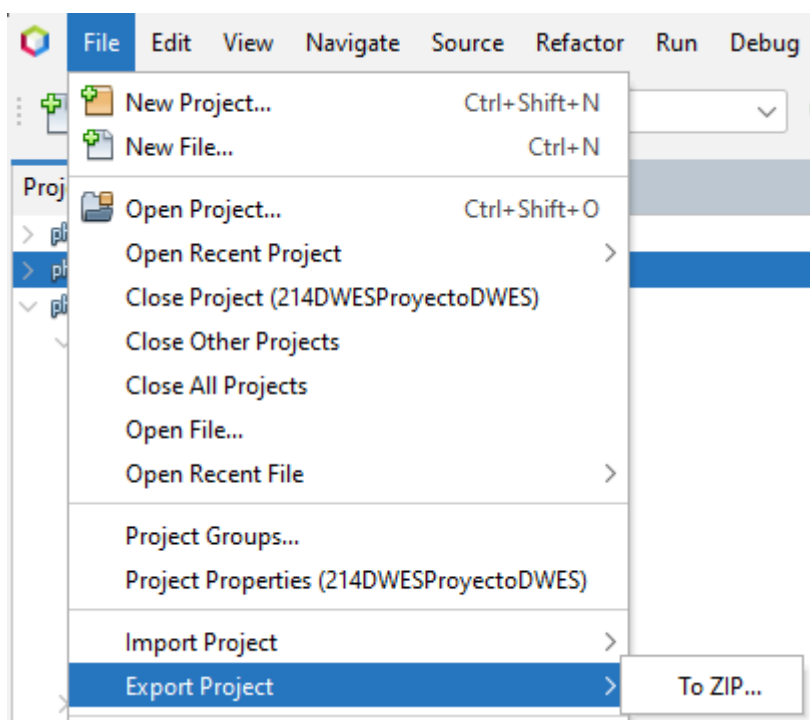 File Edit View Navigate Source Refactor Run Debug
New Project... Ctrl+Shift+N
New File... Ctrl+N
Open Project... Ctrl+Shift+O
Open Recent Project
Close Project (214DWESProyectoDWES)
Close Other Projects
Close All Projects
Open File...
Open Recent File
Project Groups...
Project Properties (214DWESProyectoDWES)
Import Project
Export Project
To ZIP...